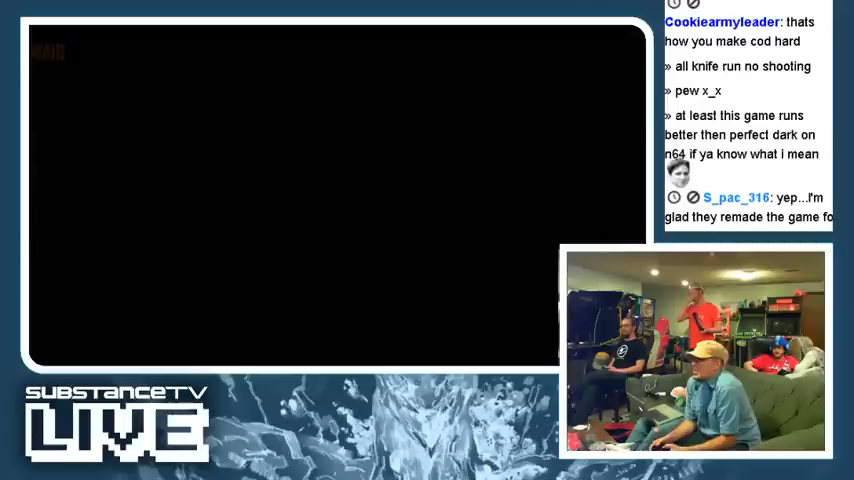 Cookiearmyleader: thats
how you make cod hard
» all knife run no shooting
» pew x_x
» at least this game runs
better then perfect dark on
n64 if ya know what i mean
S_pac_316: yep...I'm
glad they remade the game fo
SUBSTANCETV
LIVE